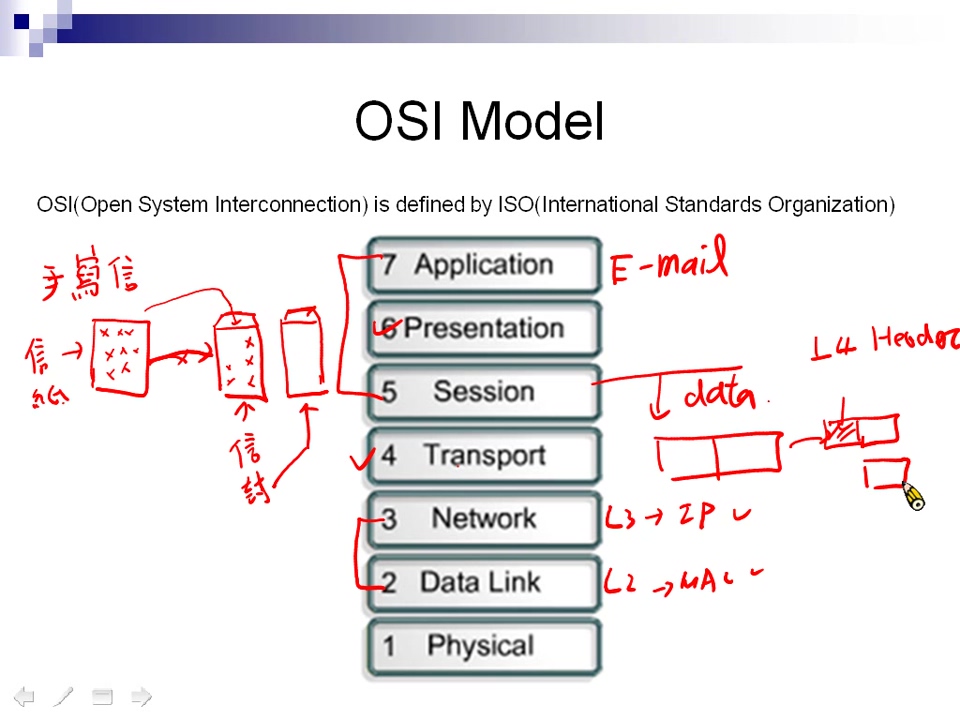 OSI Model
OSI(Open System Interconnection) is defined by ISO(International Standards Organization)
手寫信
信紙
信封
7 Application
E-mail
6 Presentation
L4 Header
5 Session
data
4 Transport
3 Network
L3 → IP
2 Data Link
L2 → MAC
1 Physical